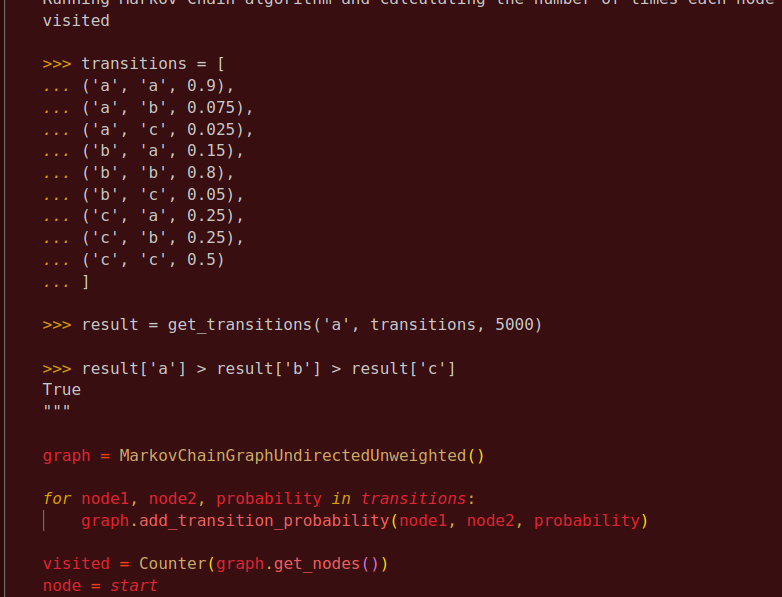 Running Markov Chain algorithm and calculating the number of times each node
visited
>>> transitions = [
... ('a', 'a', 0.9),
... ('a', 'b', 0.075),
... ('a', 'c', 0.025),
... ('b', 'a', 0.15),
... ('b', 'b', 0.8),
... ('b', 'c', 0.05),
... ('c', 'a', 0.25),
... ('c', 'b', 0.25),
... ('c', 'c', 0.5)
... ]
>>> result = get_transitions('a', transitions, 5000)
>>> result['a'] > result['b'] > result['c']
True
"""
graph = MarkovChainGraphUndirectedUnweighted()
for node1, node2, probability in transitions:
graph.add_transition_probability(node1, node2, probability)
visited = Counter(graph.get_nodes())
node = start